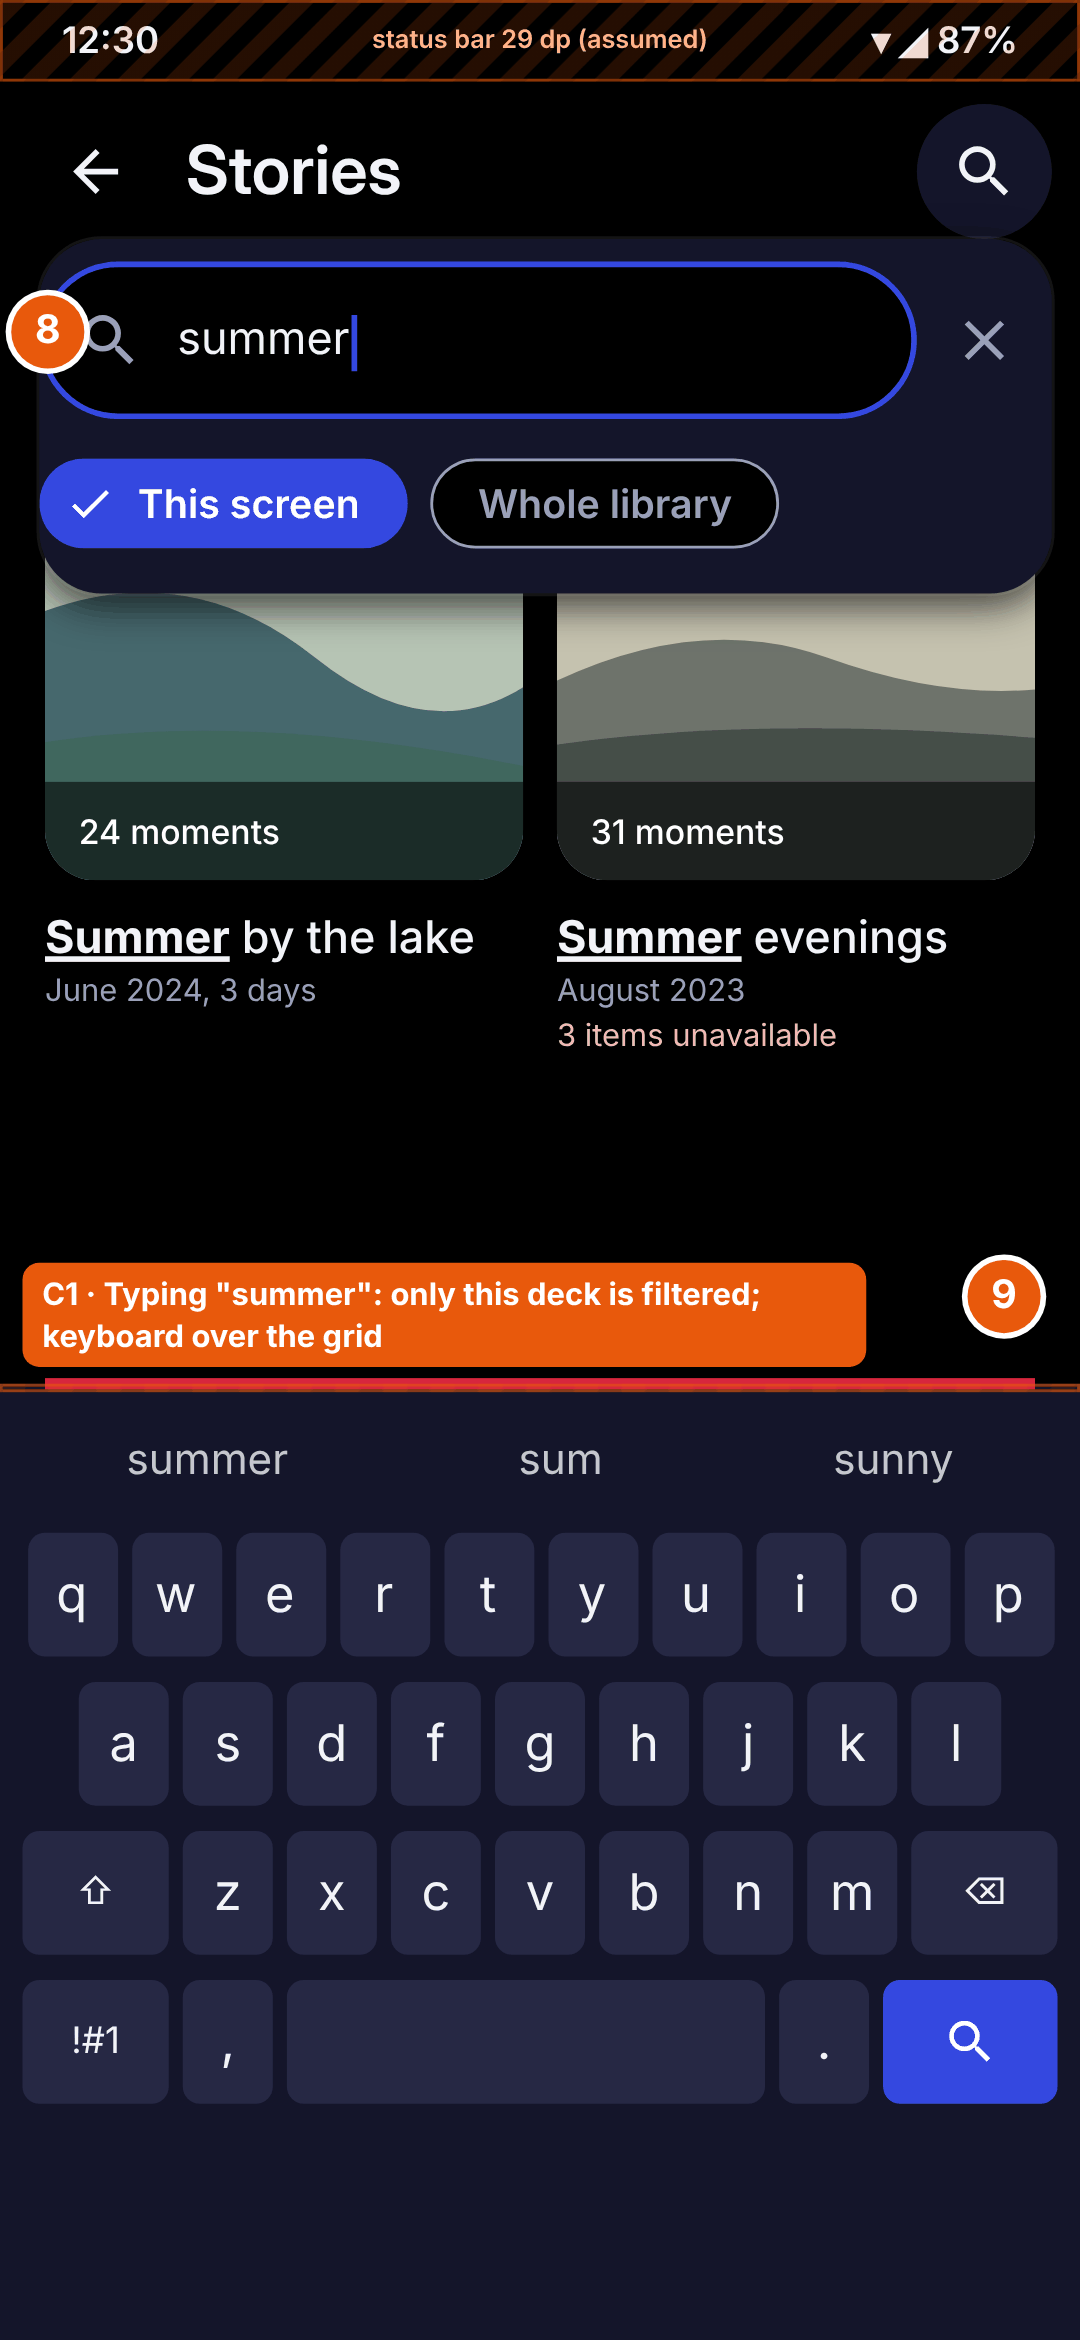 12:30
status bar 29 dp (assumed)
87%
Stories
8
summer
This screen
Whole library
24 moments
31 moments
Summer by the lake
Summer evenings
June 2024, 3 days
August 2023
3 items unavailable
C1 · Typing "summer": only this deck is filtered;
keyboard over the grid
9
summer sum sunny
q w e r t y u i o p
a s d f g h j k l
z x c v b n m
!#1 , .